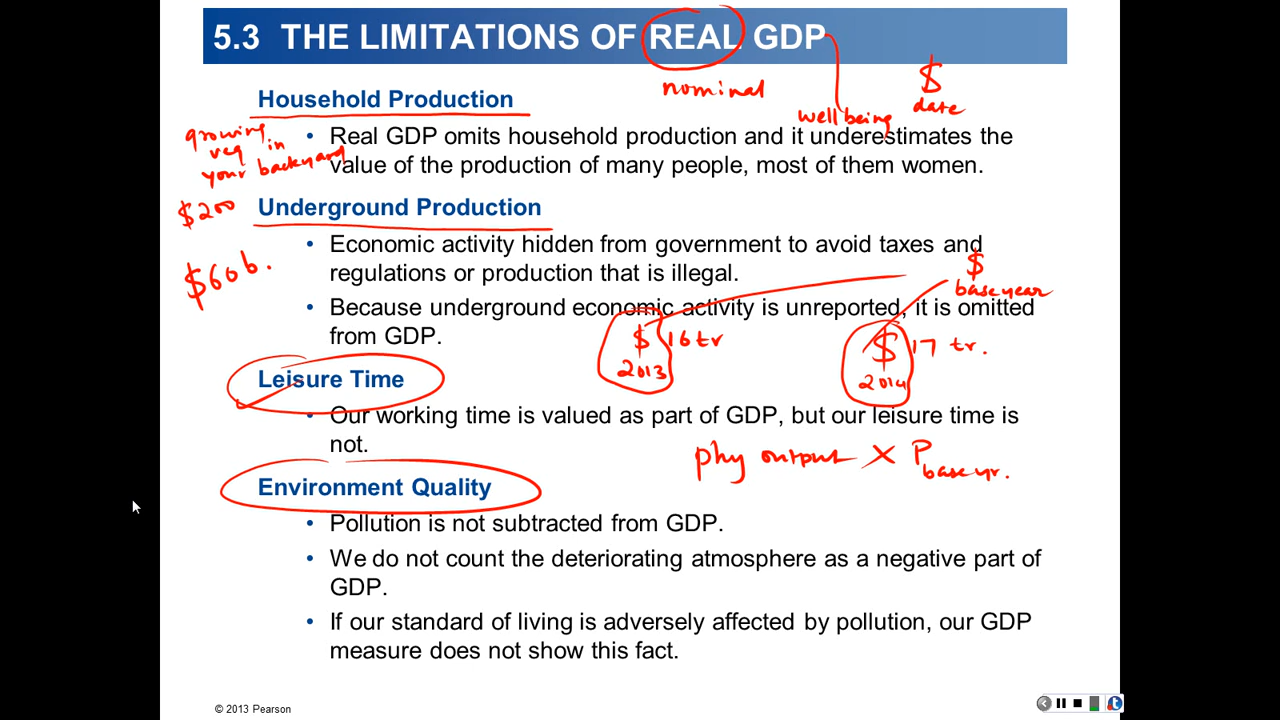 5.3 THE LIMITATIONS OF REAL GDP
nominal
$
date
well being
Household Production
growing
veg in
your backyard
• Real GDP omits household production and it underestimates the
value of the production of many people, most of them women.
$200
Underground Production
$60b.
• Economic activity hidden from government to avoid taxes and
regulations or production that is illegal.
$
base year
• Because underground economic activity is unreported, it is omitted
from GDP.
$ 16 tr
2013
$ 17 tr.
2014
Leisure Time
• Our working time is valued as part of GDP, but our leisure time is
not.
phy output × P base yr.
Environment Quality
• Pollution is not subtracted from GDP.
• We do not count the deteriorating atmosphere as a negative part of
GDP.
• If our standard of living is adversely affected by pollution, our GDP
measure does not show this fact.
© 2013 Pearson